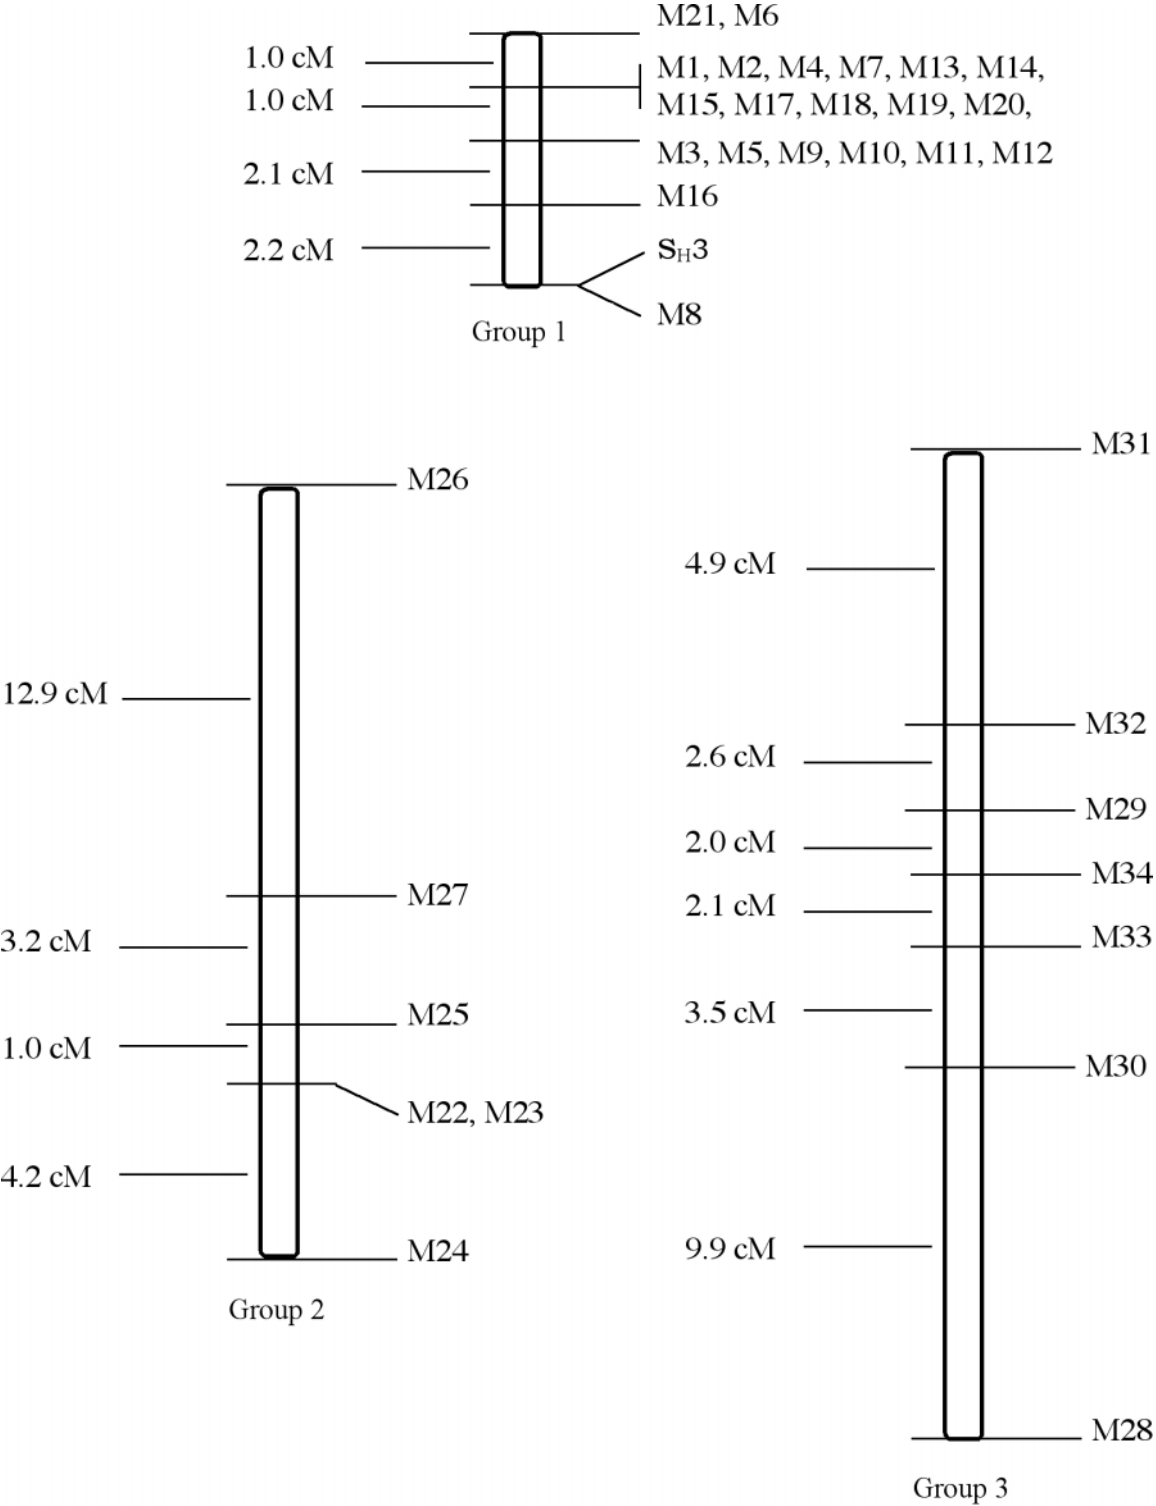 M21, M6
1.0 cM
M1, M2, M4, M7, M13, M14,
1.0 cM
M15, M17, M18, M19, M20,
M3, M5, M9, M10, M11, M12
2.1 cM
M16
2.2 cM
SH3
M8
Group 1
M26
12.9 cM
M27
3.2 cM
M25
1.0 cM
M22, M23
4.2 cM
M24
Group 2
M31
4.9 cM
M32
2.6 cM
M29
2.0 cM
M34
2.1 cM
M33
3.5 cM
M30
9.9 cM
M28
Group 3